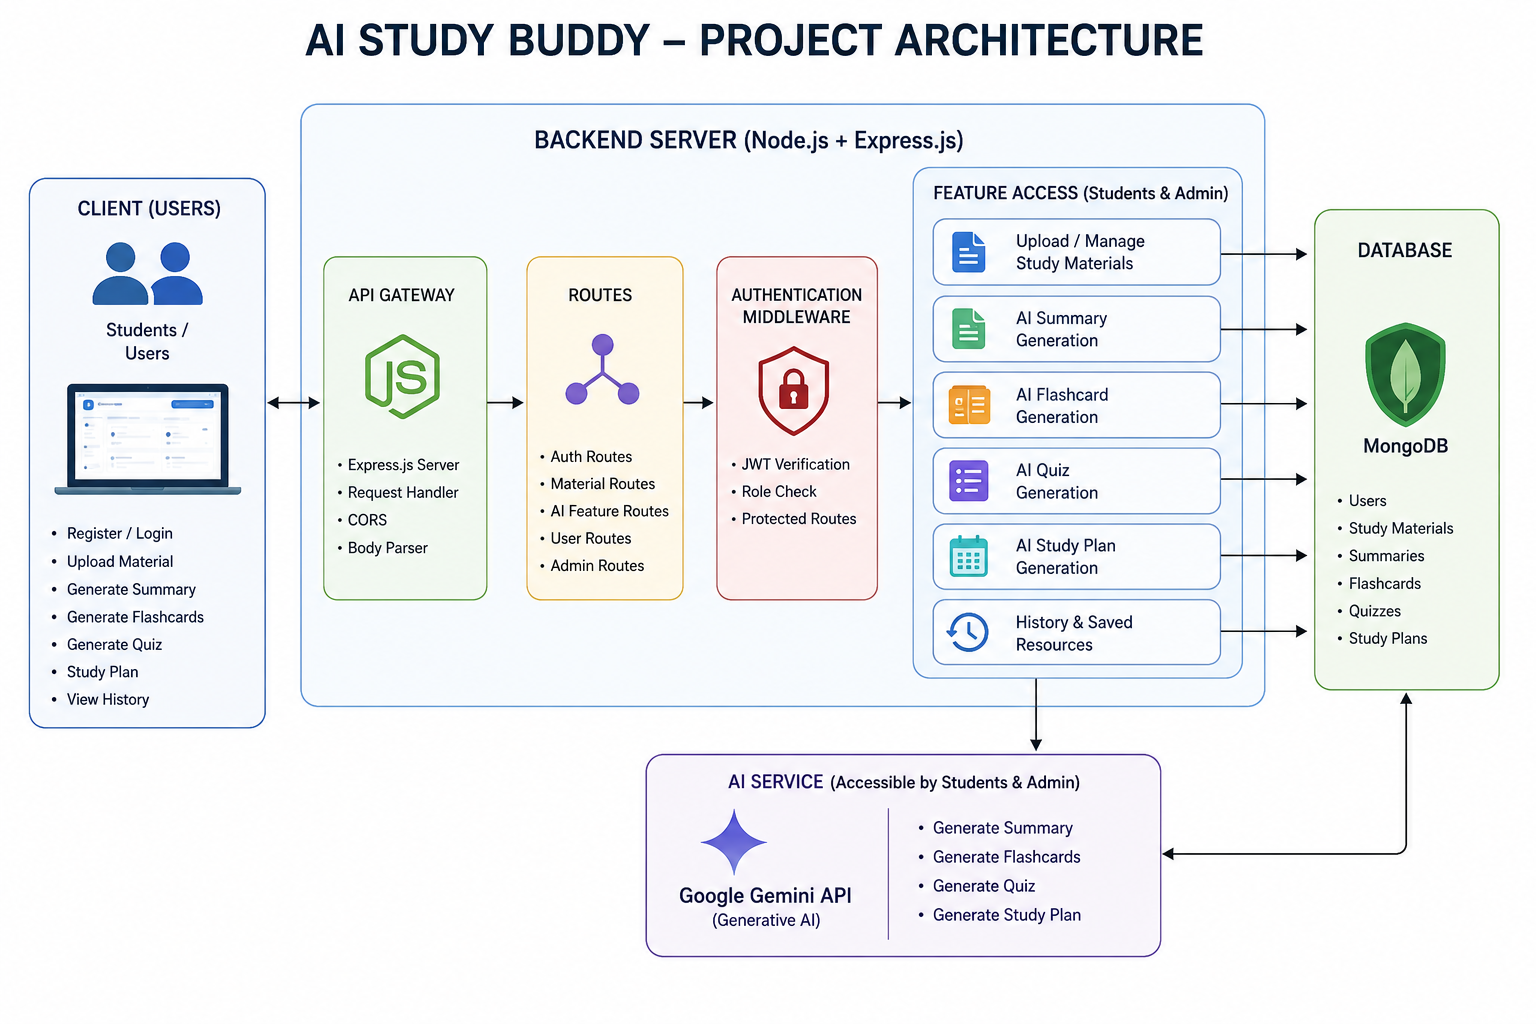 AI STUDY BUDDY – PROJECT ARCHITECTURE
BACKEND SERVER (Node.js + Express.js)
CLIENT (USERS)
Students /
Users
• Register / Login
• Upload Material
• Generate Summary
• Generate Flashcards
• Generate Quiz
• Study Plan
• View History
API GATEWAY
JS
• Express.js Server
• Request Handler
• CORS
• Body Parser
ROUTES
• Auth Routes
• Material Routes
• AI Feature Routes
• User Routes
• Admin Routes
AUTHENTICATION
MIDDLEWARE
• JWT Verification
• Role Check
• Protected Routes
FEATURE ACCESS (Students & Admin)
Upload / Manage
Study Materials
AI Summary
Generation
AI Flashcard
Generation
AI Quiz
Generation
AI Study Plan
Generation
History & Saved
Resources
DATABASE
MongoDB
• Users
• Study Materials
• Summaries
• Flashcards
• Quizzes
• Study Plans
AI SERVICE (Accessible by Students & Admin)
Google Gemini API
(Generative AI)
• Generate Summary
• Generate Flashcards
• Generate Quiz
• Generate Study Plan